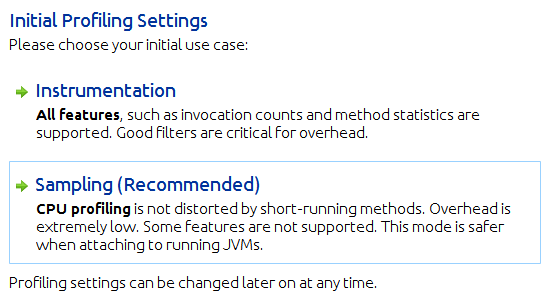 Initial Profiling Settings
Please choose your initial use case:
Instrumentation
All features, such as invocation counts and method statistics are
supported. Good filters are critical for overhead.
Sampling (Recommended)
CPU profiling is not distorted by short-running methods. Overhead is
extremely low. Some features are not supported. This mode is safer
when attaching to running JVMs.
Profiling settings can be changed later on at any time.